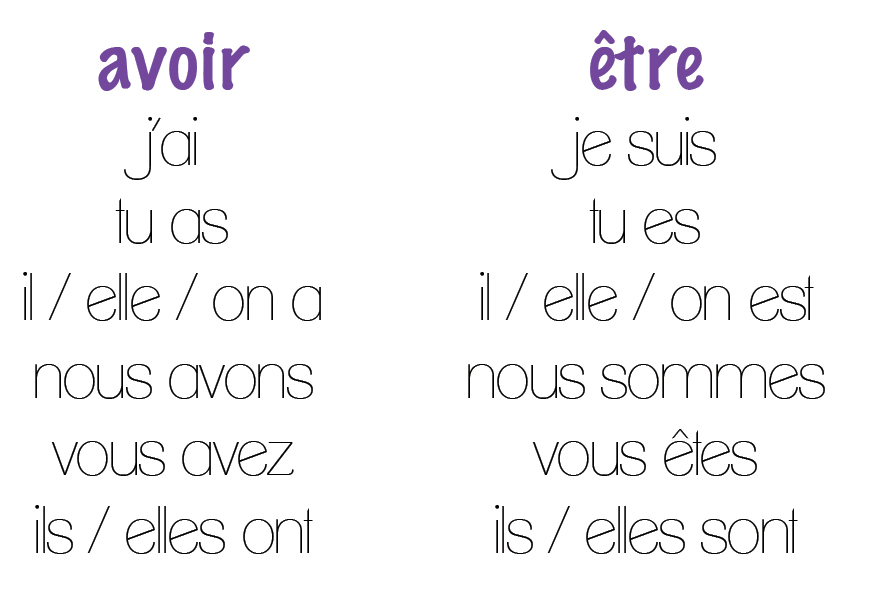 avoir
j'ai
tu as
il / elle / on a
nous avons
vous avez
ils / elles ont
être
je suis
tu es
il / elle / on est
nous sommes
vous êtes
ils / elles sont